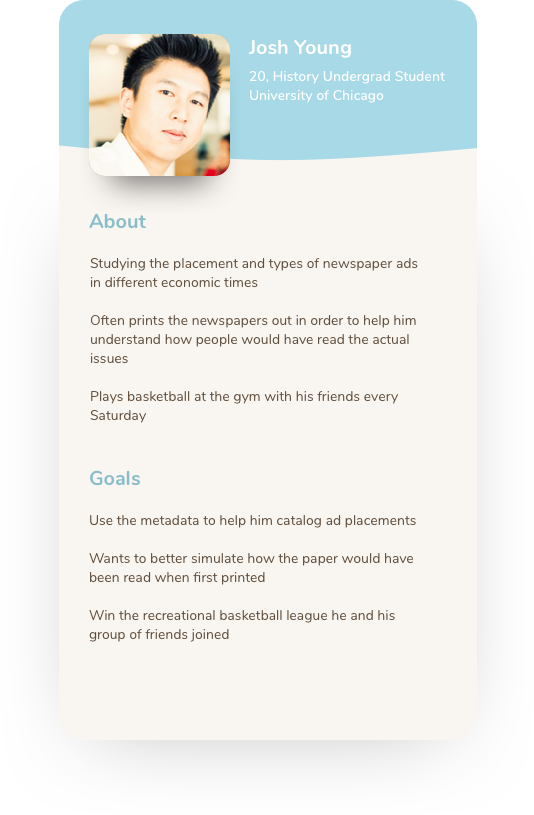 Josh Young
20, History Undergrad Student
University of Chicago
About
Studying the placement and types of newspaper ads
in different economic times
Often prints the newspapers out in order to help him
understand how people would have read the actual
issues
Plays basketball at the gym with his friends every
Saturday
Goals
Use the metadata to help him catalog ad placements
Wants to better simulate how the paper would have
been read when first printed
Win the recreational basketball league he and his
group of friends joined